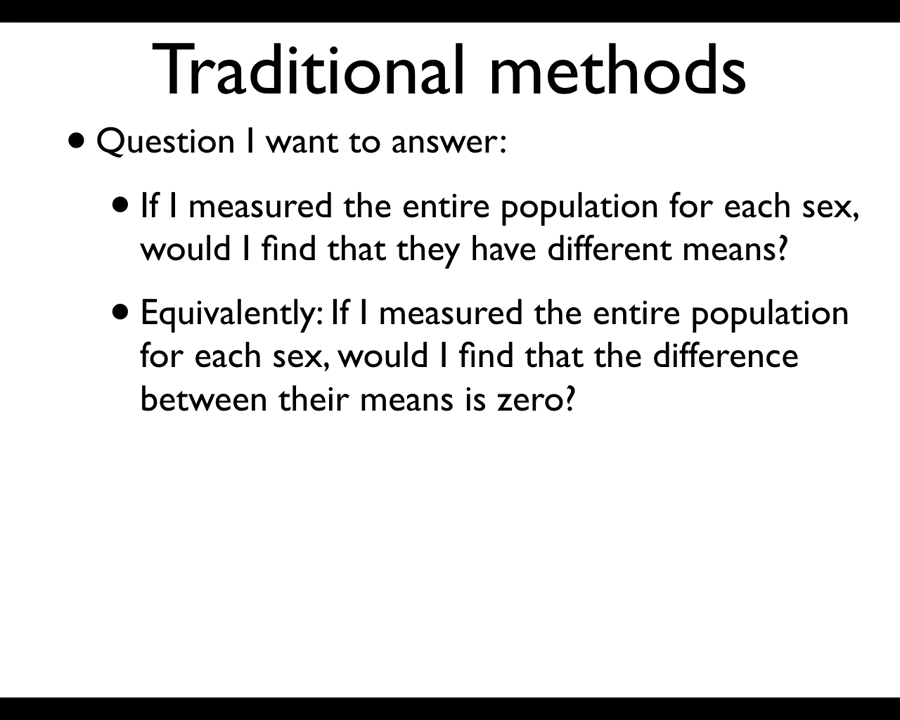 Traditional methods
• Question I want to answer:
• If I measured the entire population for each sex,
would I find that they have different means?
• Equivalently: If I measured the entire population
for each sex, would I find that the difference
between their means is zero?